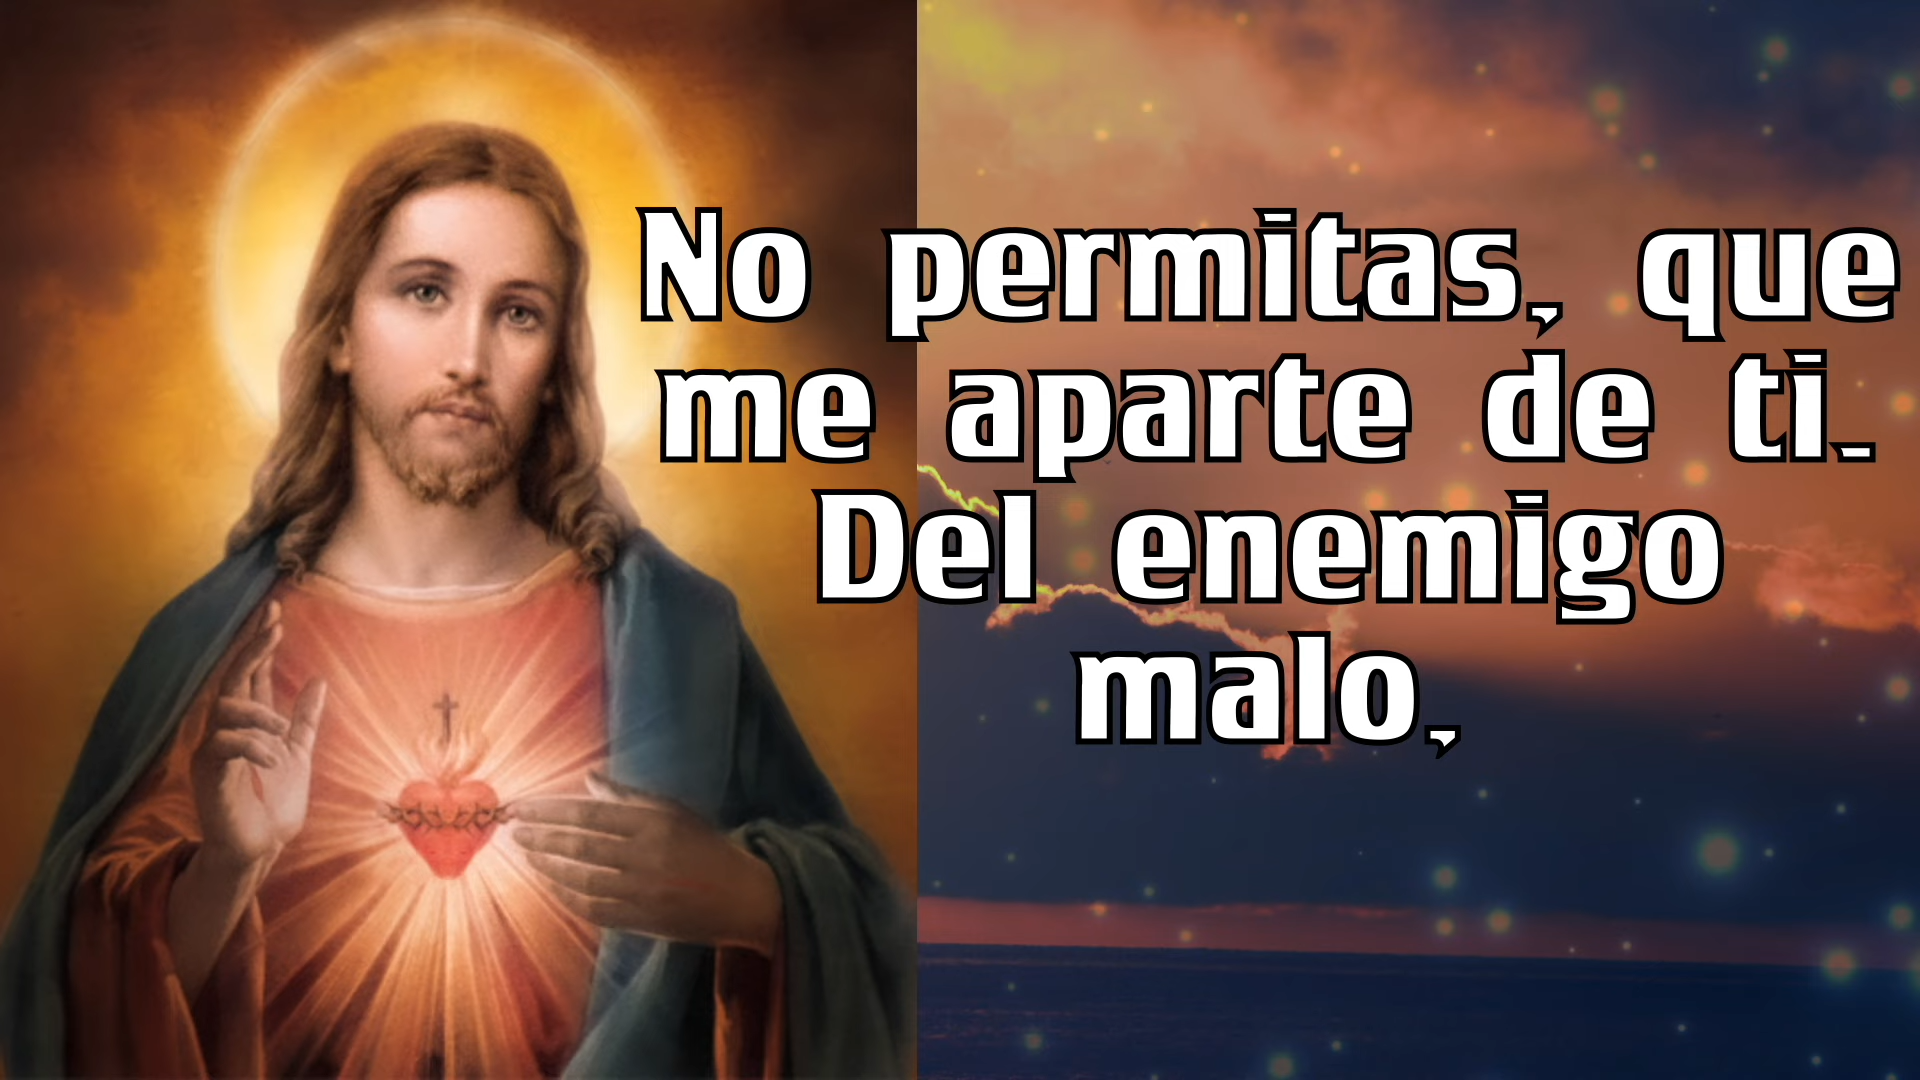 No permitas, que
me aparte de ti.
Del enemigo
malo,